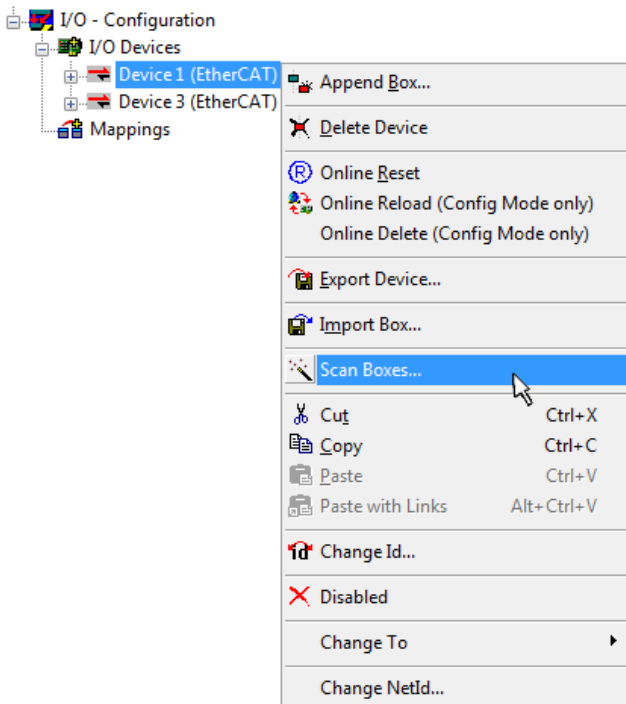 I/O - Configuration
I/O Devices
Device 1 (EtherCAT)
Device 3 (EtherCAT)
Mappings
Append Box...
Delete Device
Online Reset
Online Reload (Config Mode only)
Online Delete (Config Mode only)
Export Device...
Import Box...
Scan Boxes...
Cut Ctrl+X
Copy Ctrl+C
Paste Ctrl+V
Paste with Links Alt+Ctrl+V
Change Id...
Disabled
Change To
Change NetId...